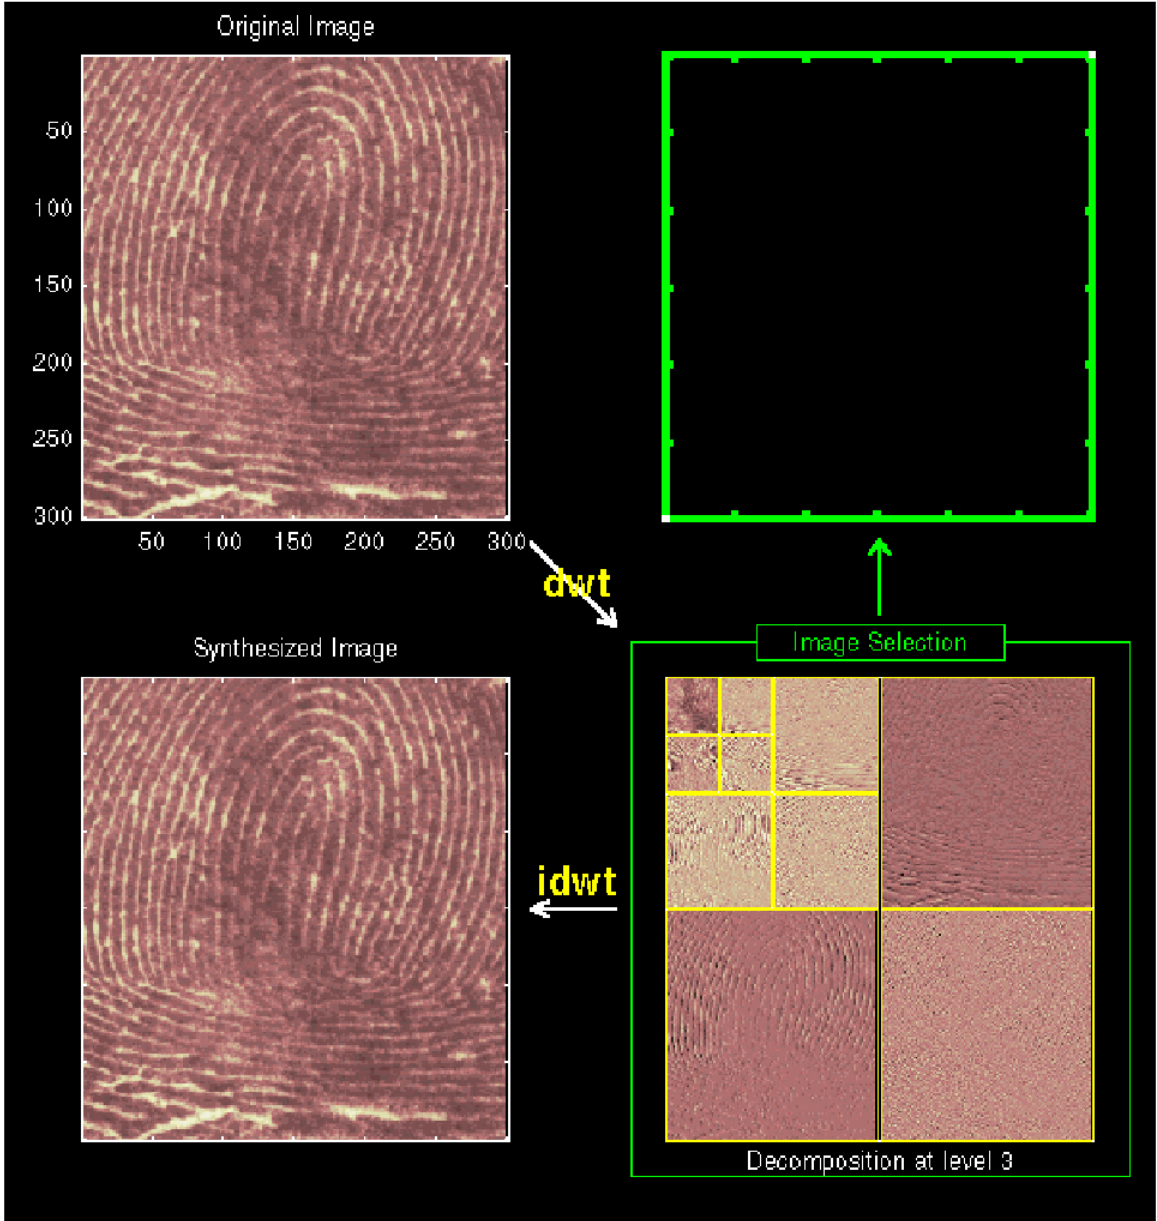 Original Image
50
100
150
200
250
300
50 100 150 200 250 300
dwt
Image Selection
Synthesized Image
idwt
Decomposition at level 3